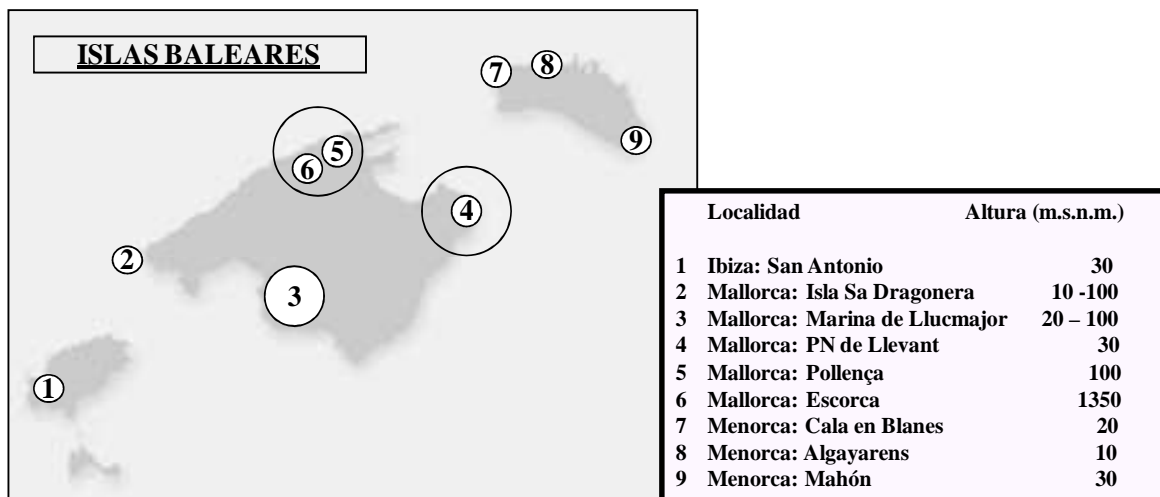 ISLAS BALEARES
7
8
9
5
6
4
2
3
1
Localidad Altura (m.s.n.m.)
1 Ibiza: San Antonio 30
2 Mallorca: Isla Sa Dragonera 10 -100
3 Mallorca: Marina de Llucmajor 20 – 100
4 Mallorca: PN de Llevant 30
5 Mallorca: Pollença 100
6 Mallorca: Escorca 1350
7 Menorca: Cala en Blanes 20
8 Menorca: Algayarens 10
9 Menorca: Mahón 30